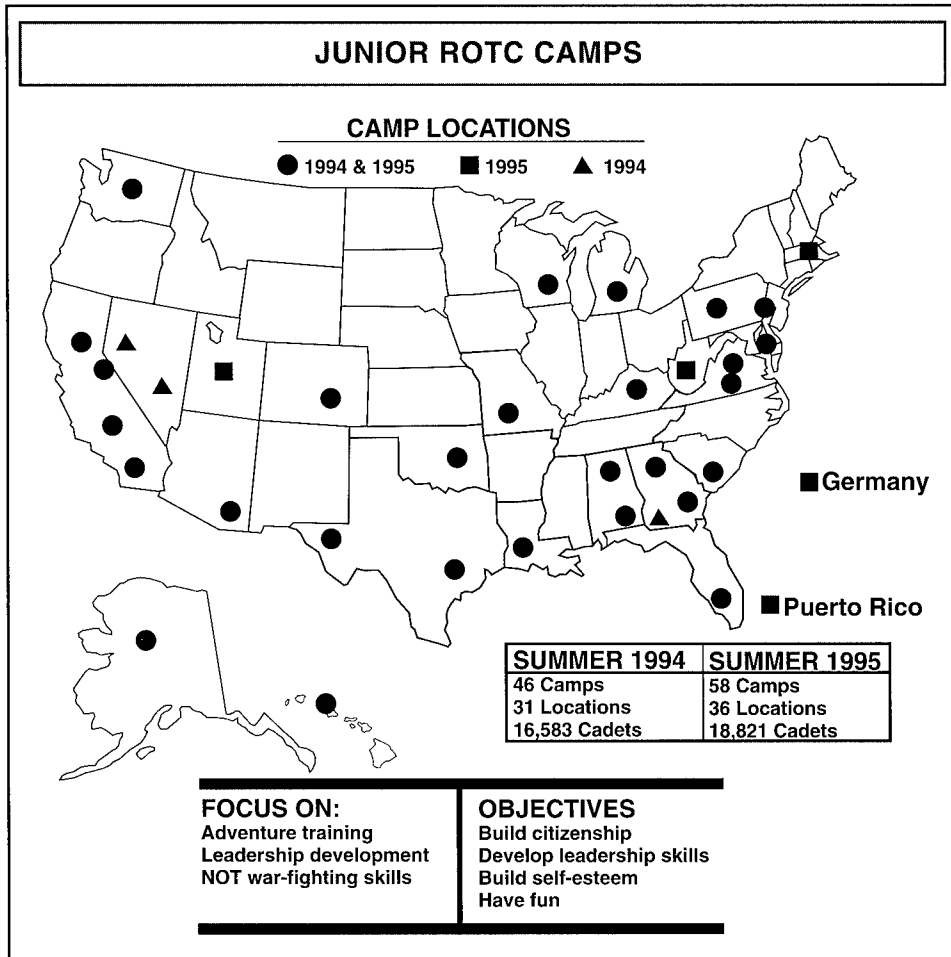 JUNIOR ROTC CAMPS
CAMP LOCATIONS
1994 & 1995 1995 1994
Germany
Puerto Rico
SUMMER 1994 SUMMER 1995
46 Camps 58 Camps
31 Locations 36 Locations
16,583 Cadets 18,821 Cadets
FOCUS ON: OBJECTIVES
Adventure training Build citizenship
Leadership development Develop leadership skills
NOT war-fighting skills Build self-esteem
Have fun